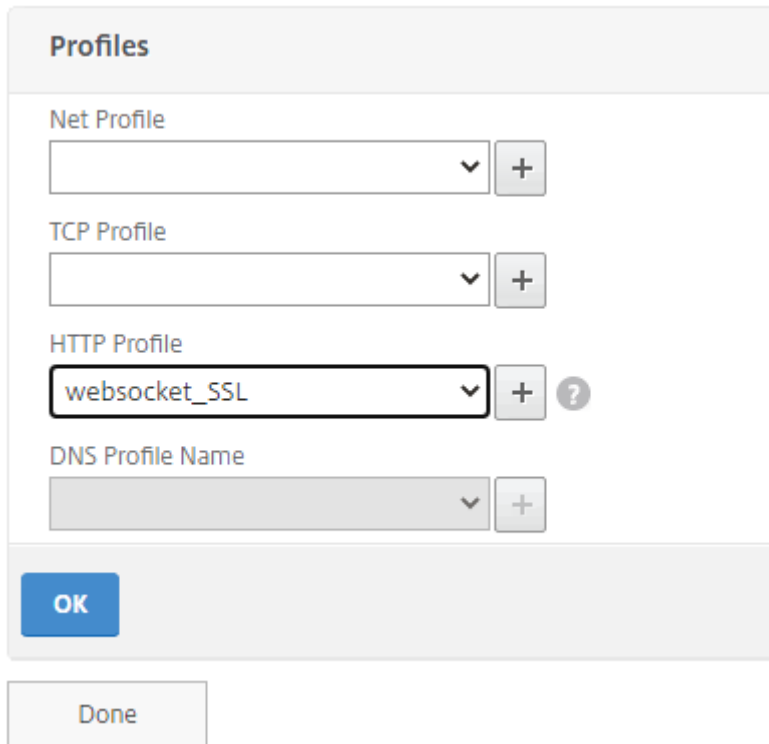 Profiles
Net Profile
+
TCP Profile
+
HTTP Profile
websocket_SSL
+ ?
DNS Profile Name
+
OK
Done